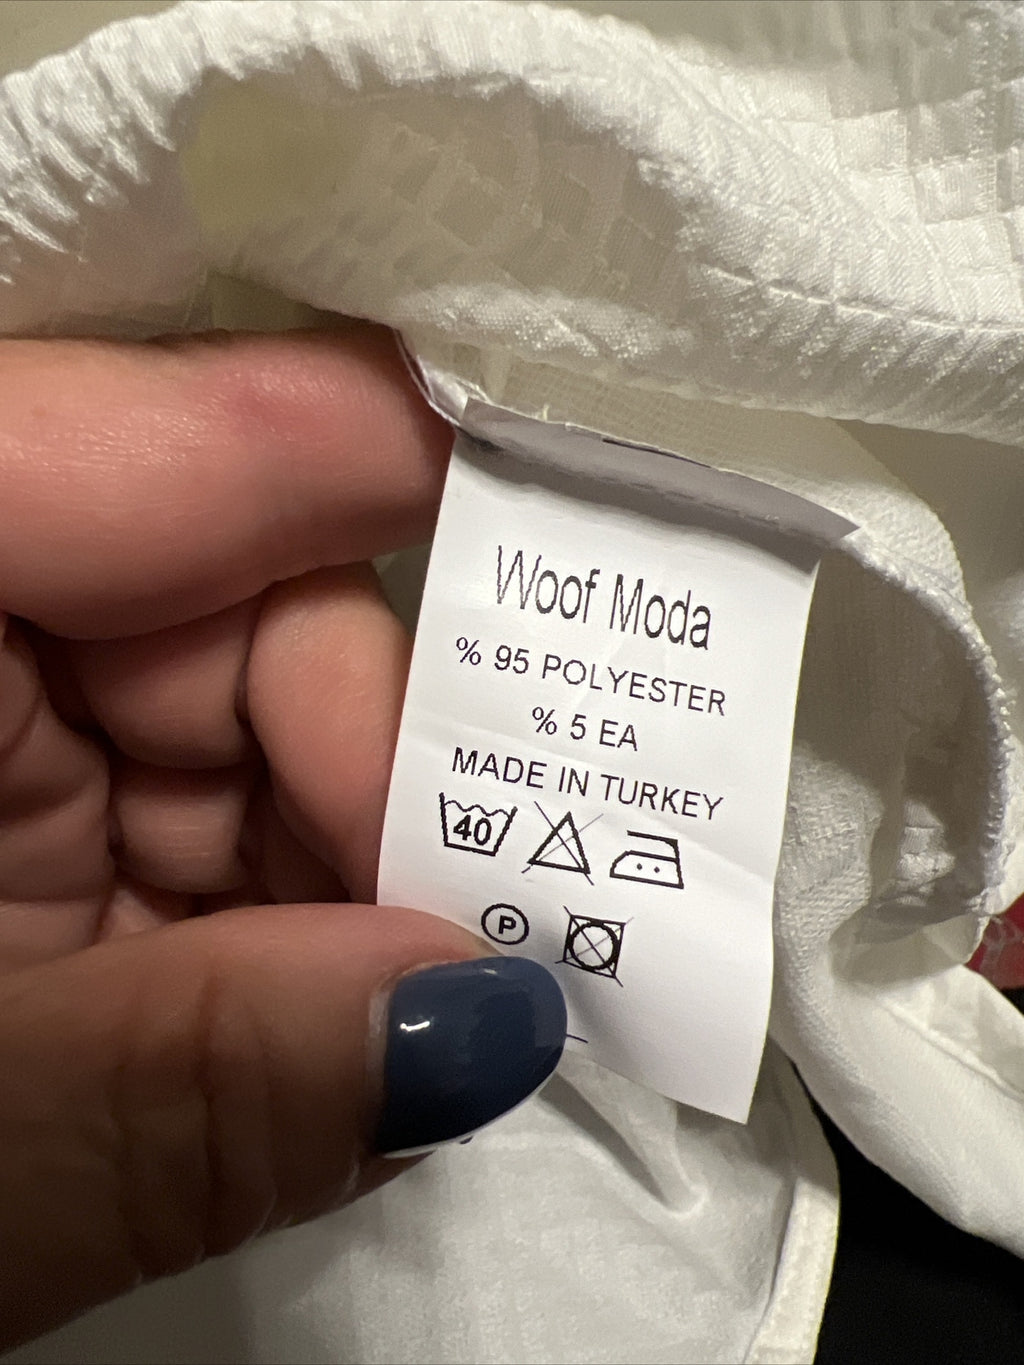 Woof Moda
% 95 POLYESTER
% 5 EA
MADE IN TURKEY
40
P